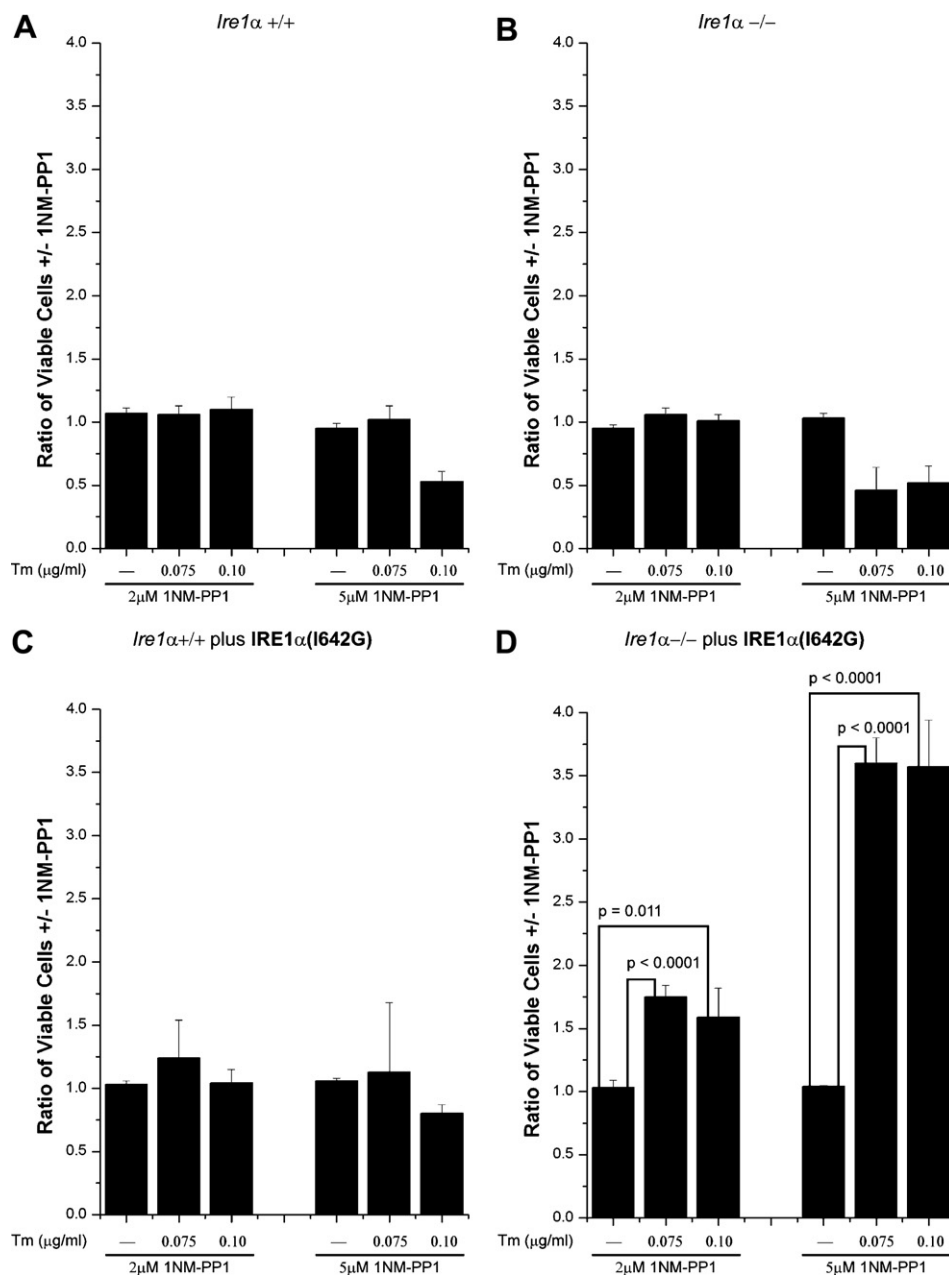 A
Ire1α +/+
Ratio of Viable Cells +/- 1NM-PP1
4.0
3.5
3.0
2.5
2.0
1.5
1.0
0.5
0.0
Tm (µg/ml) — 0.075 0.10 — 0.075 0.10
2µM 1NM-PP1 5µM 1NM-PP1
B
Ire1α −/−
Ratio of Viable Cells +/- 1NM-PP1
4.0
3.5
3.0
2.5
2.0
1.5
1.0
0.5
0.0
Tm (µg/ml) — 0.075 0.10 — 0.075 0.10
2µM 1NM-PP1 5µM 1NM-PP1
C
Ire1α+/+ plus IRE1α(I642G)
Ratio of Viable Cells +/- 1NM-PP1
4.0
3.5
3.0
2.5
2.0
1.5
1.0
0.5
0.0
Tm (µg/ml) — 0.075 0.10 — 0.075 0.10
2µM 1NM-PP1 5µM 1NM-PP1
D
Ire1α−/− plus IRE1α(I642G)
Ratio of Viable Cells +/- 1NM-PP1
4.0
3.5
3.0
2.5
2.0
1.5
1.0
0.5
0.0
p < 0.0001
p < 0.0001
p = 0.011
p < 0.0001
Tm (µg/ml) — 0.075 0.10 — 0.075 0.10
2µM 1NM-PP1 5µM 1NM-PP1